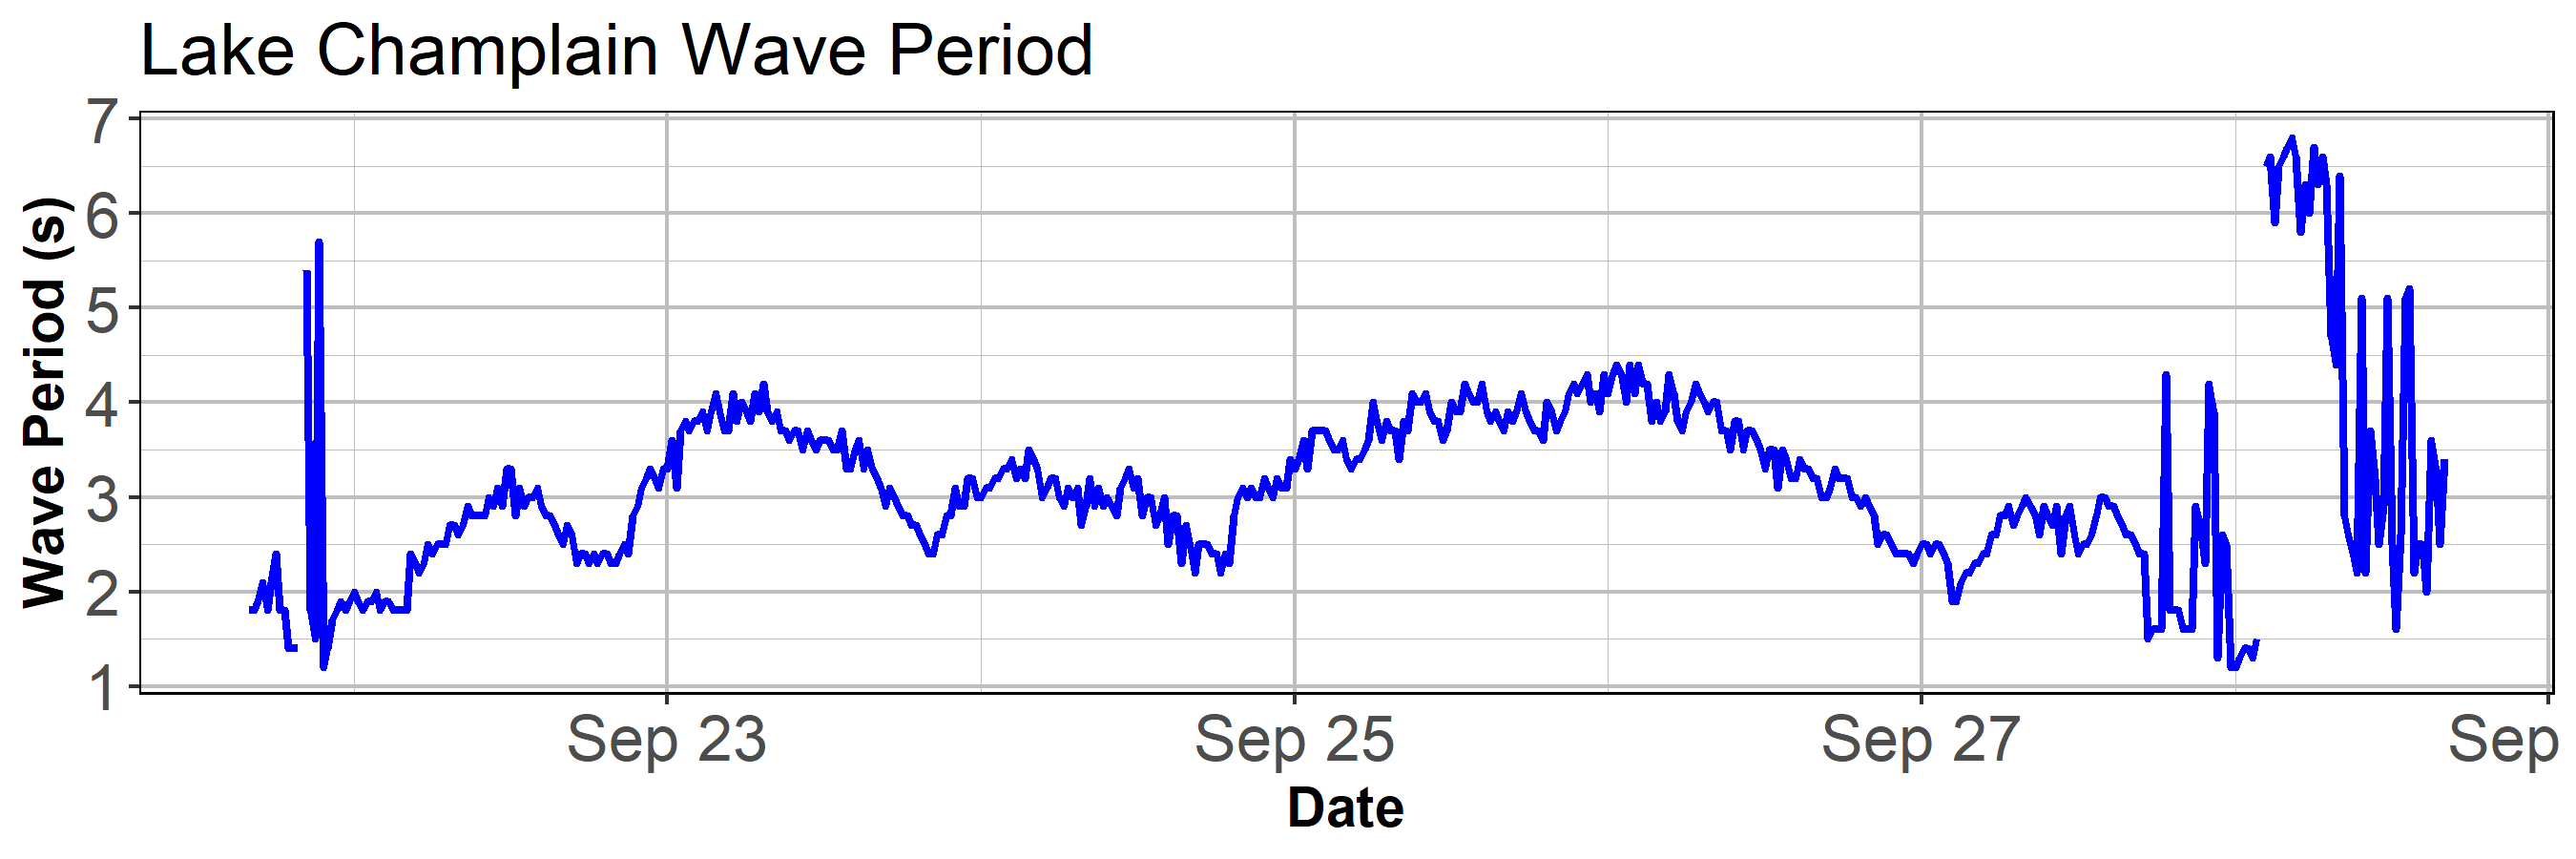 Lake Champlain Wave Period
Wave Period (s)
7
6
5
4
3
2
1
Sep 23
Sep 25
Sep 27
Sep
Date